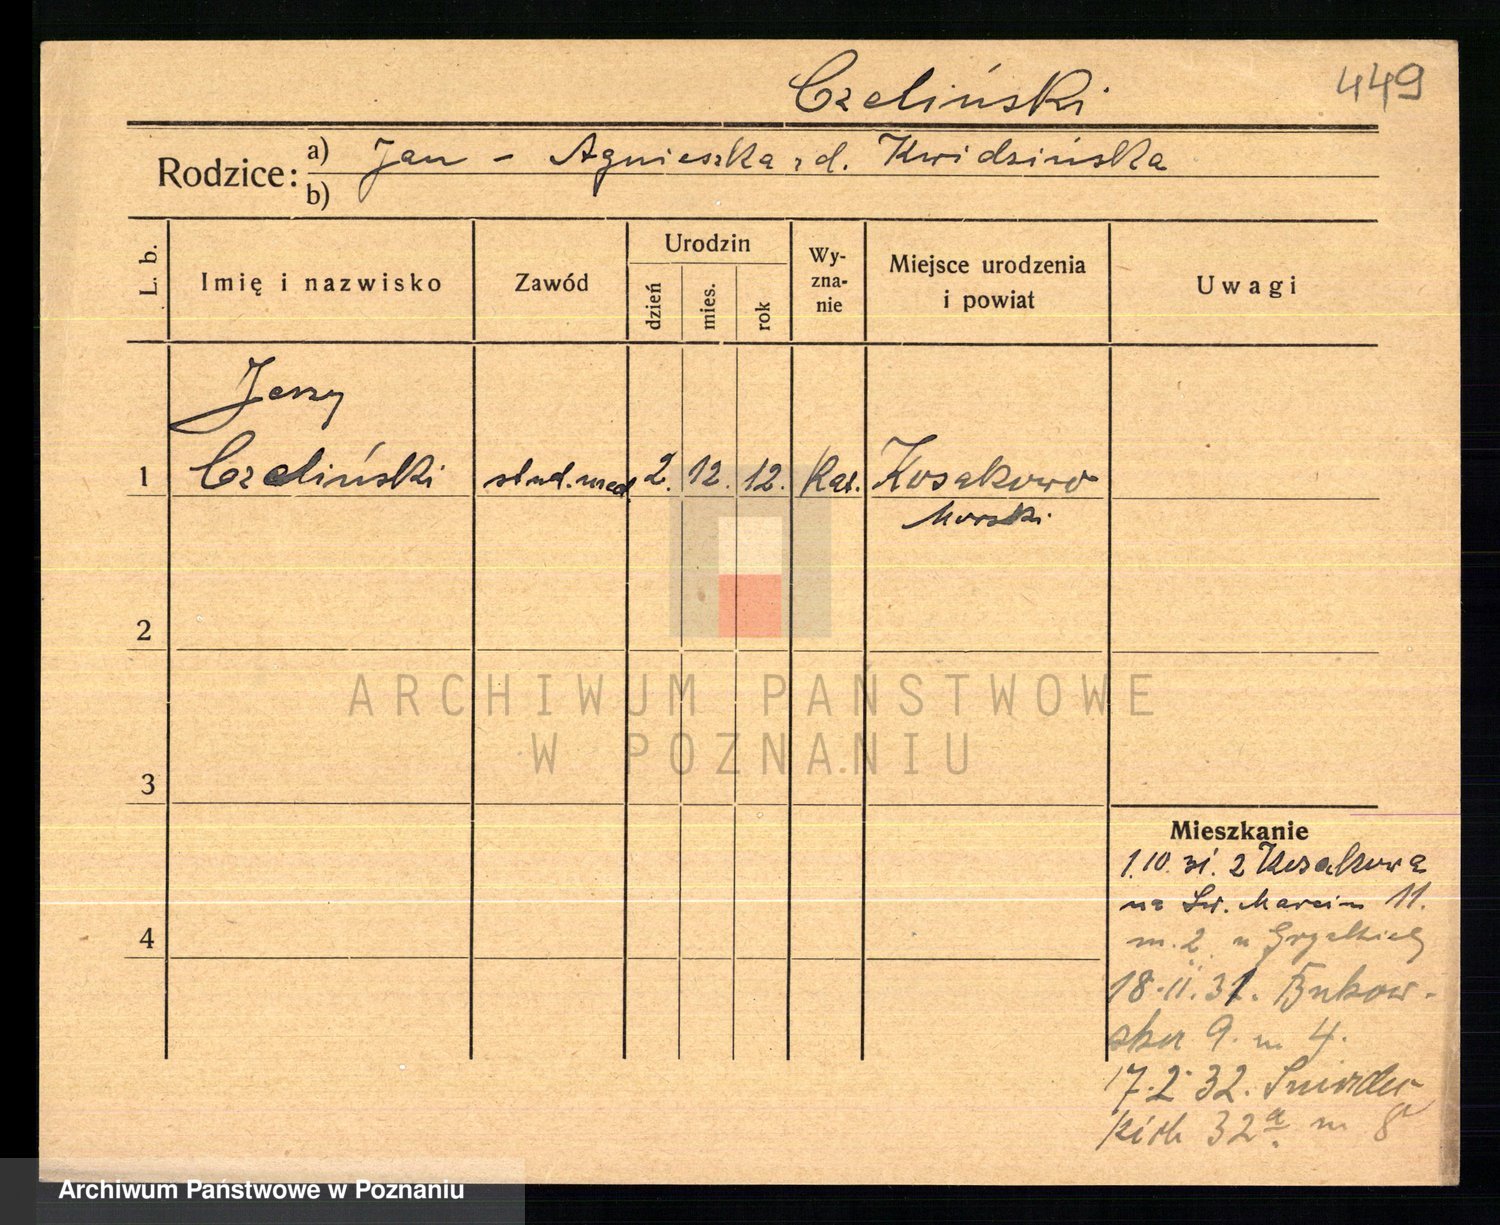 Czeliński
449
Rodzice:
a) Jan - Agnieszka z d. Kwidzińska
b)
L. b.
Imię i nazwisko
Zawód
Urodzin
dzień
mies.
rok
Wy-
zna-
nie
Miejsce urodzenia
i powiat
Uwagi
Jerzy
1 Czeliński stud. med. 2. 12. 12. Kat. Kosakowo
Morski
2
3
4
ARCHIWUM PAŃSTWOWE
W POZNANIU
Mieszkanie
1.10.31. z Kosakowa
na Św. Marcin 11.
m. 2 u
18.11.31. Bukow-
ska 9. m 4.
17.2.32. Śniadec-
kich 32a. m 8
Archiwum Państwowe w Poznaniu